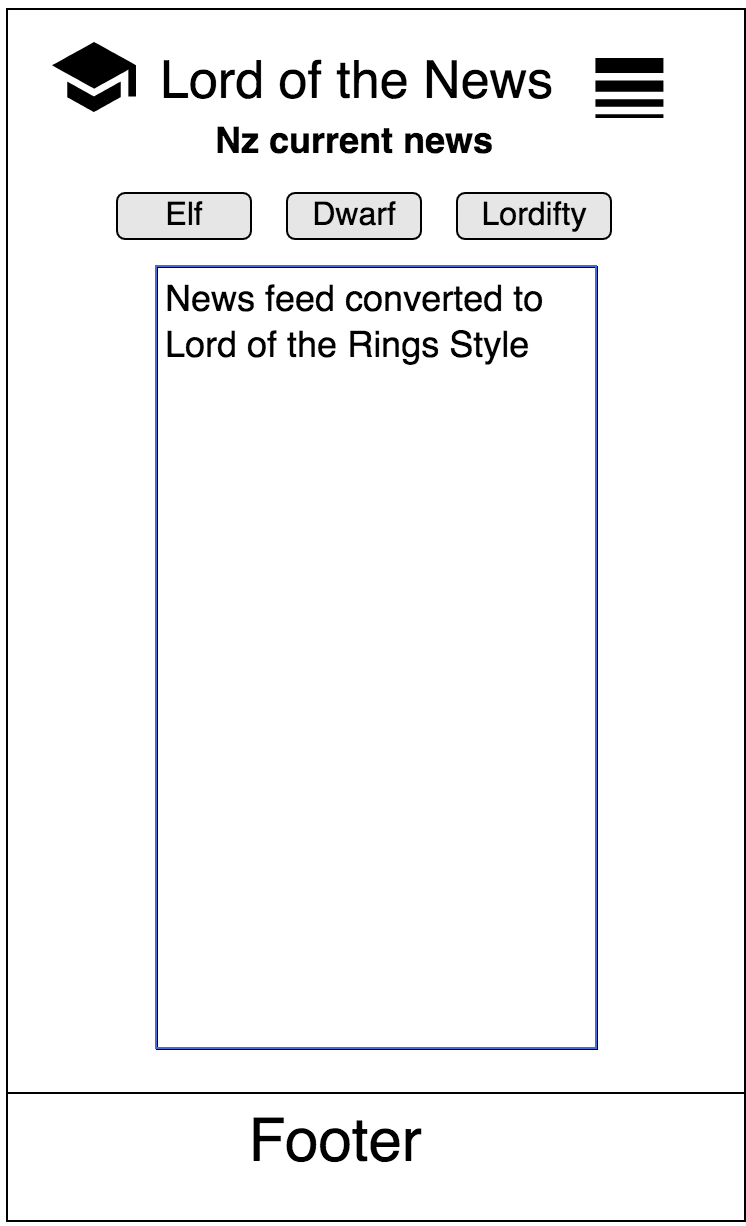 Lord of the News
Nz current news
Elf
Dwarf
Lordifty
News feed converted to
Lord of the Rings Style
Footer